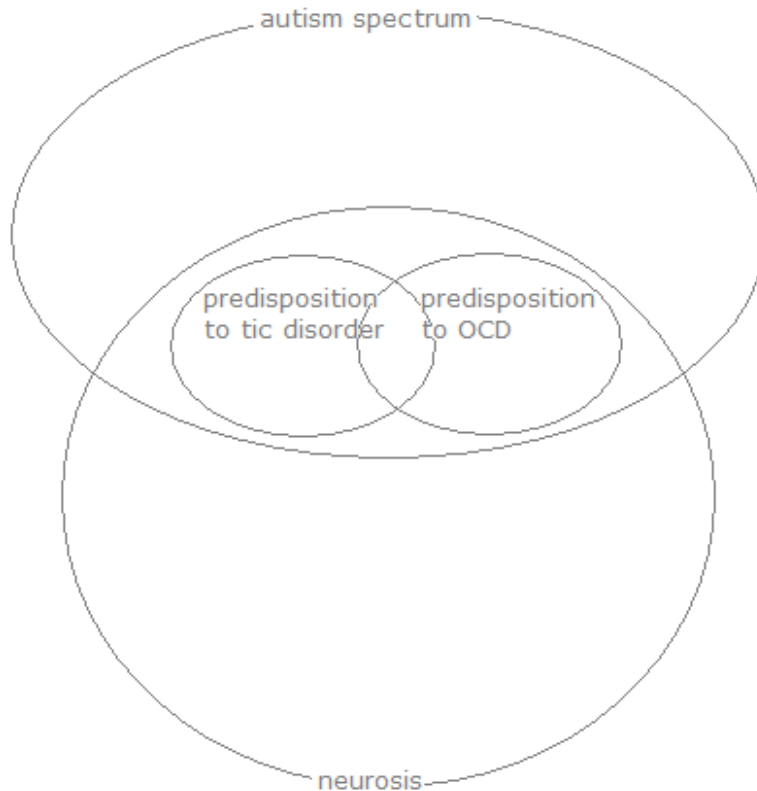 autism spectrum
predisposition
to tic disorder
predisposition
to OCD
neurosis